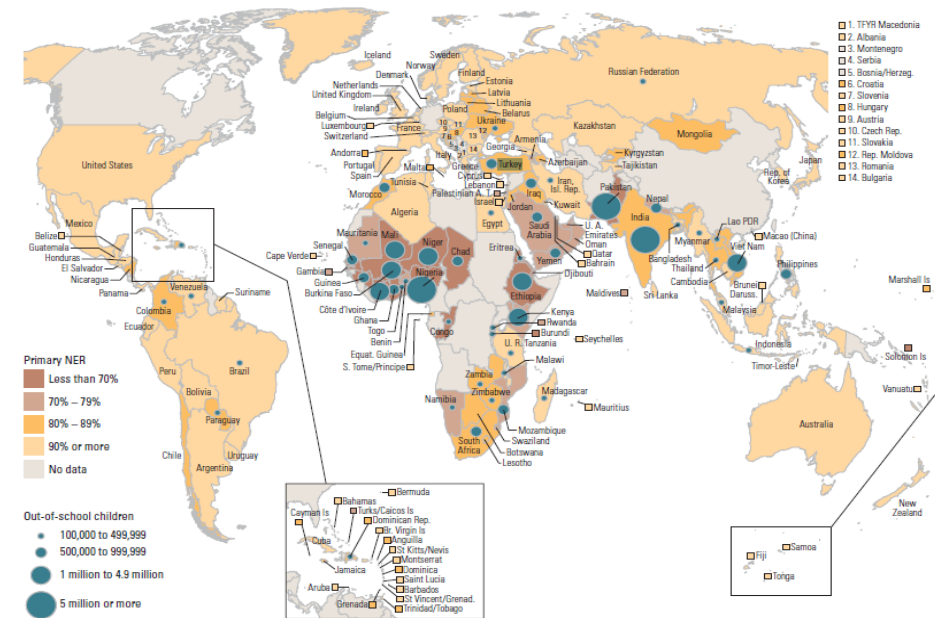 1. TFYR Macedonia
2. Albania
3. Montenegro
4. Serbia
5. Bosnia/Herzeg.
6. Croatia
7. Slovenia
8. Hungary
9. Austria
10. Czech Rep.
11. Slovakia
12. Rep. Moldova
13. Romania
14. Bulgaria
Iceland
Sweden
Norway
Finland
Denmark
Estonia
Netherlands
Latvia
United Kingdom
Lithuania
Ireland
Poland
Belarus
Belgium
Ukraine
Luxembourg
France
Switzerland
10
9
8
13
12
7
6
5
4
3
14
2
1
Russian Federation
Kazakhstan
Mongolia
Armenia
Georgia
Azerbaijan
Kyrgyzstan
Tajikistan
Japan
Rep. of
Korea
United States
Andorra
Italy
Portugal
Spain
Malta
Greece
Cyprus
Turkey
Tunisia
Lebanon
Palestinian A. T.
Israel
Iraq
Iran,
Isl. Rep.
Pakistan
Morocco
Jordan
Kuwait
Nepal
Algeria
Egypt
India
Lao PDR
Mexico
Belize
Guatemala
Honduras
El Salvador
Nicaragua
Panama
Venezuela
Suriname
Colombia
Ecuador
Mauritania
Mali
Niger
Chad
Eritrea
Saudi
Arabia
U. A.
Emirates
Oman
Qatar
Bahrain
Yemen
Djibouti
Myanmar
Macao (China)
Viet Nam
Bangladesh
Thailand
Cambodia
Philippines
Senegal
Cape Verde
Gambia
Guinea
Burkina Faso
Nigeria
Côte d'Ivoire
Ghana
Togo
Benin
Equat. Guinea
S. Tome/Principe
Congo
Ethiopia
Kenya
Rwanda
Burundi
U. R. Tanzania
Seychelles
Maldives
Sri Lanka
Brunei
Daruss.
Malaysia
Marshall Is
Indonesia
Timor-Leste
Solomon Is
Vanuatu
Peru
Brazil
Bolivia
Paraguay
Chile
Uruguay
Argentina
Malawi
Zambia
Zimbabwe
Madagascar
Namibia
Mauritius
Mozambique
Swaziland
Botswana
Lesotho
South
Africa
Australia
New
Zealand
Primary NER
Less than 70%
70% – 79%
80% – 89%
90% or more
No data
Out-of-school children
100,000 to 499,999
500,000 to 999,999
1 million to 4.9 million
5 million or more
Bermuda
Bahamas
Cayman Is
Turks/Caicos Is
Dominican Rep.
Cuba
Br. Virgin Is
Anguilla
St Kitts/Nevis
Jamaica
Montserrat
Dominica
Saint Lucia
Aruba
Barbados
St Vincent/Grenad.
Grenada
Trinidad/Tobago
Samoa
Fiji
Tonga